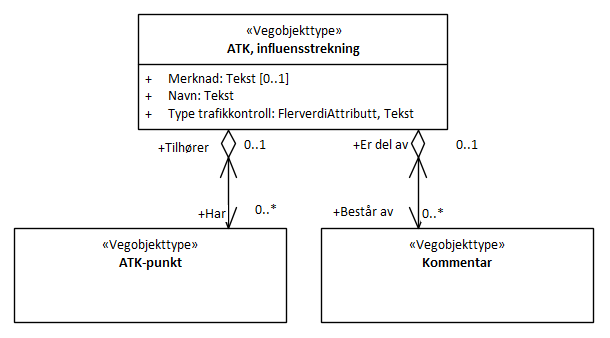 «Vegobjekttype»
ATK, influensstrekning
+ Merknad: Tekst [0..1]
+ Navn: Tekst
+ Type trafikkontroll: FlerverdiAttributt, Tekst
+Tilhører 0..1 +Er del av 0..1
+Har 0..* +Består av 0..*
«Vegobjekttype» «Vegobjekttype»
ATK-punkt Kommentar